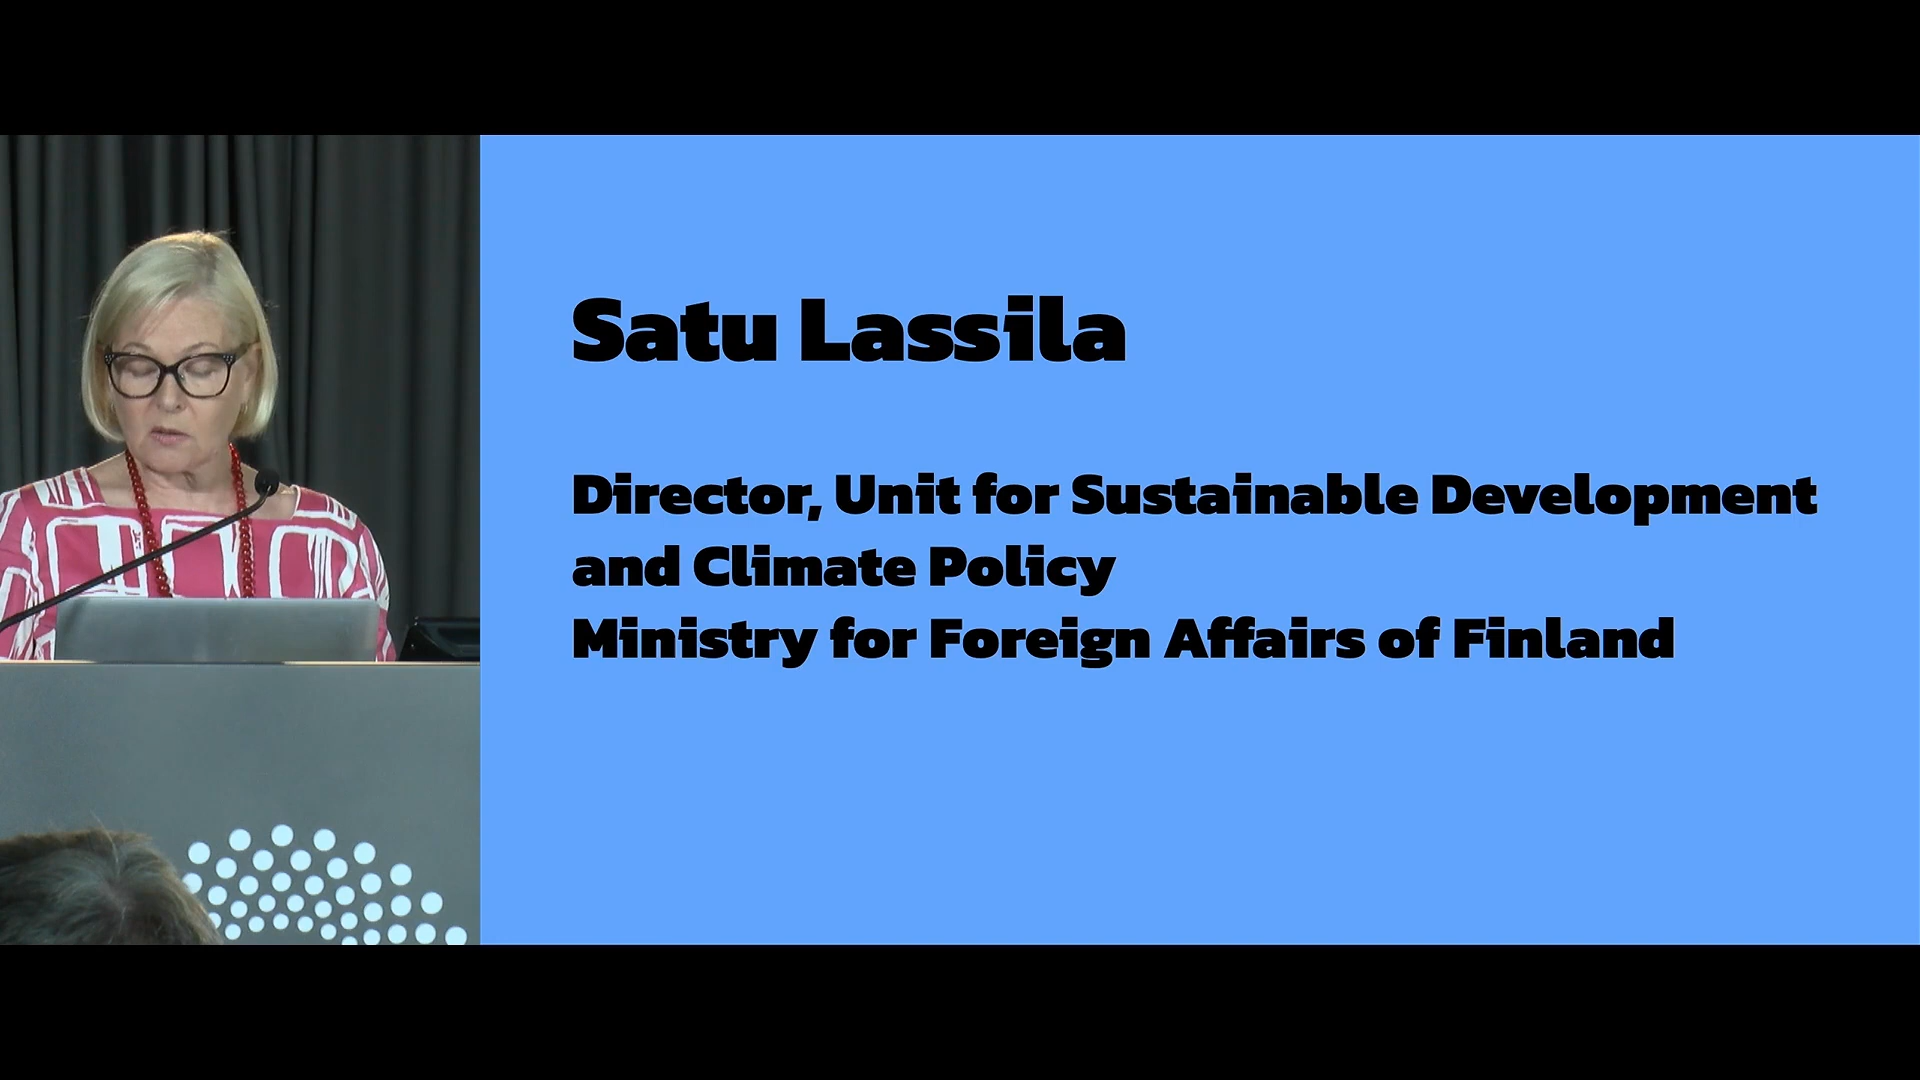 Satu Lassila
Director, Unit for Sustainable Development
and Climate Policy
Ministry for Foreign Affairs of Finland